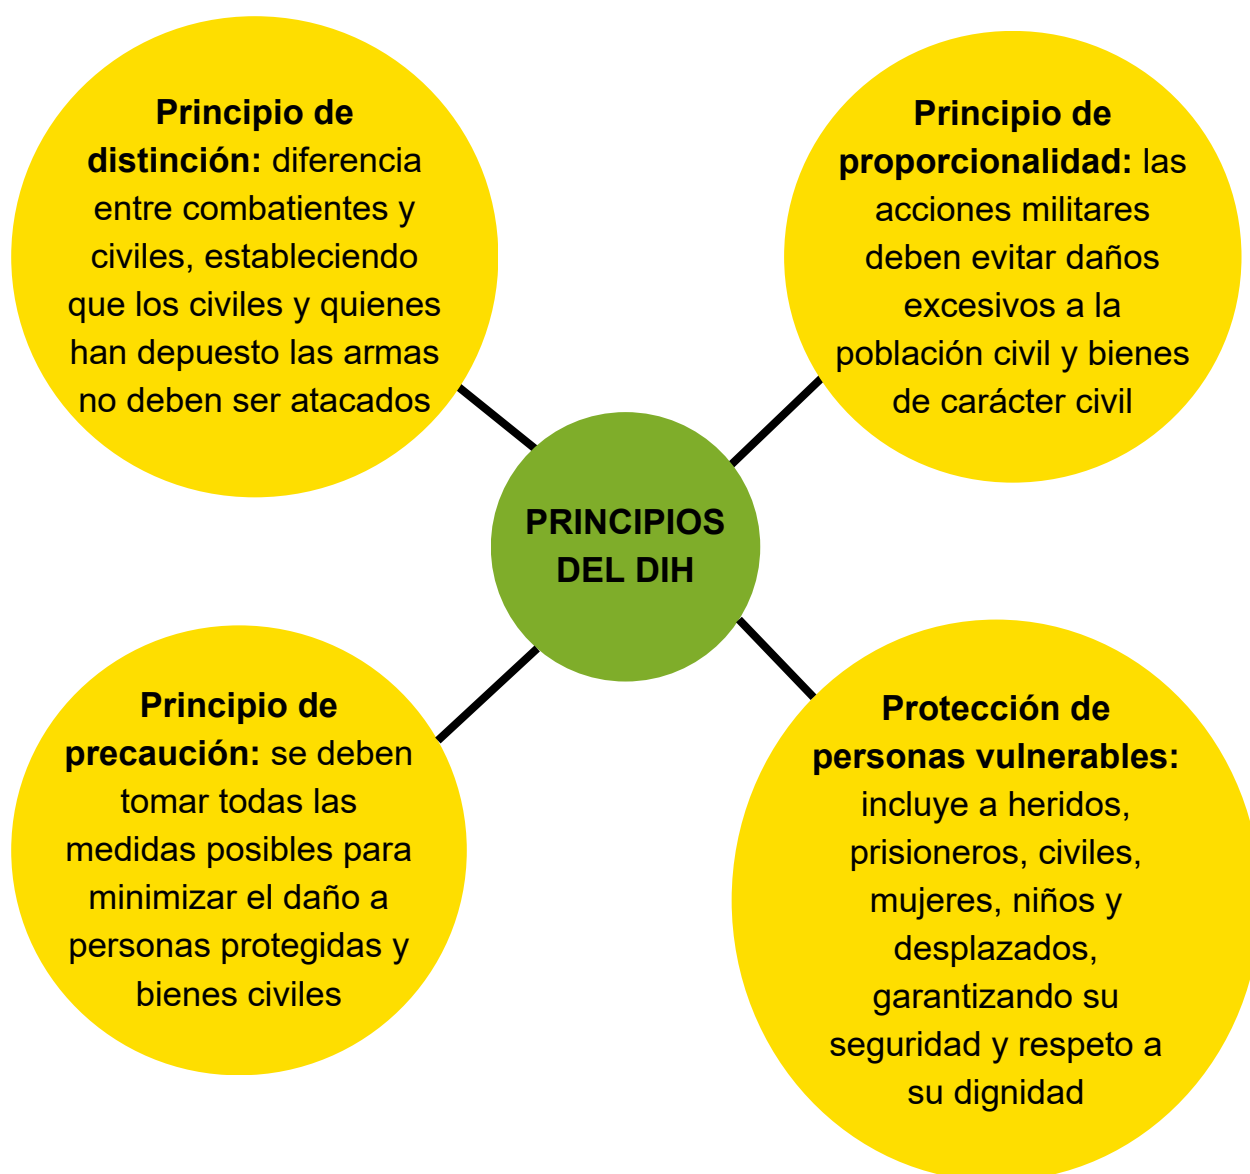 Principio de
distinción: diferencia
entre combatientes y
civiles, estableciendo
que los civiles y quienes
han depuesto las armas
no deben ser atacados
Principio de
proporcionalidad: las
acciones militares
deben evitar daños
excesivos a la
población civil y bienes
de carácter civil
PRINCIPIOS
DEL DIH
Principio de
precaución: se deben
tomar todas las
medidas posibles para
minimizar el daño a
personas protegidas y
bienes civiles
Protección de
personas vulnerables:
incluye a heridos,
prisioneros, civiles,
mujeres, niños y
desplazados,
garantizando su
seguridad y respeto a
su dignidad